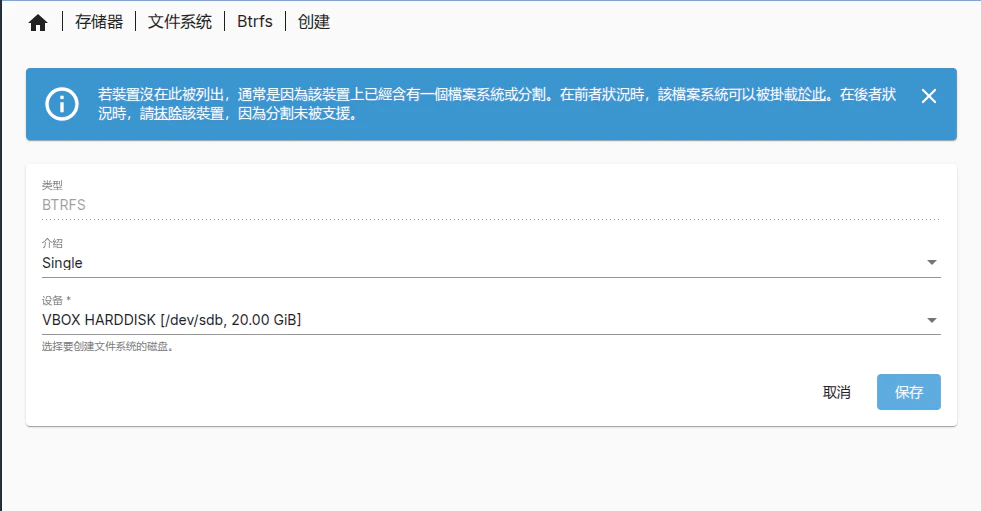 存储器 文件系统 Btrfs 创建
若裝置沒在此被列出，通常是因為該裝置上已經含有一個檔案系統或分割。在前者狀況時，該檔案系統可以被掛載於此。在後者狀
況時，請抹除該裝置，因為分割未被支援。
类型
BTRFS
介绍
Single
设备 *
VBOX HARDDISK [/dev/sdb, 20.00 GiB]
选择要创建文件系统的磁盘。
取消 保存